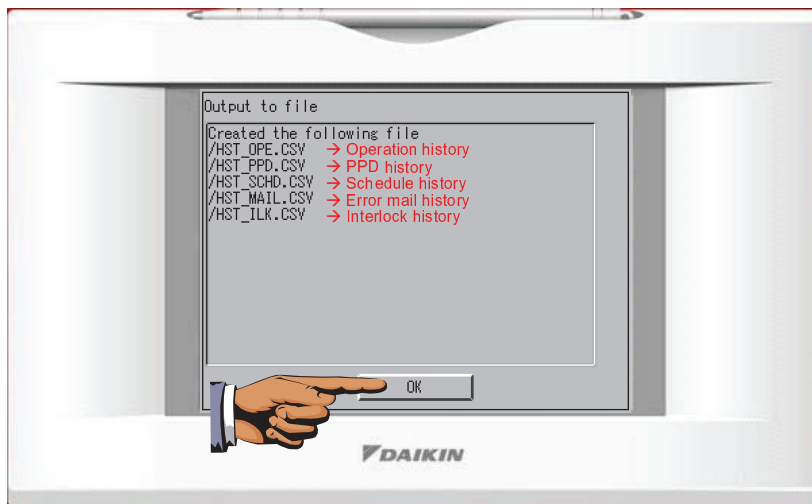 Output to file
Created the following file
/HST_OPE.CSV → Operation history
/HST_PPD.CSV → PPD history
/HST_SCHD.CSV → Schedule history
/HST_MAIL.CSV → Error mail history
/HST_ILK.CSV → Interlock history
OK
DAIKIN